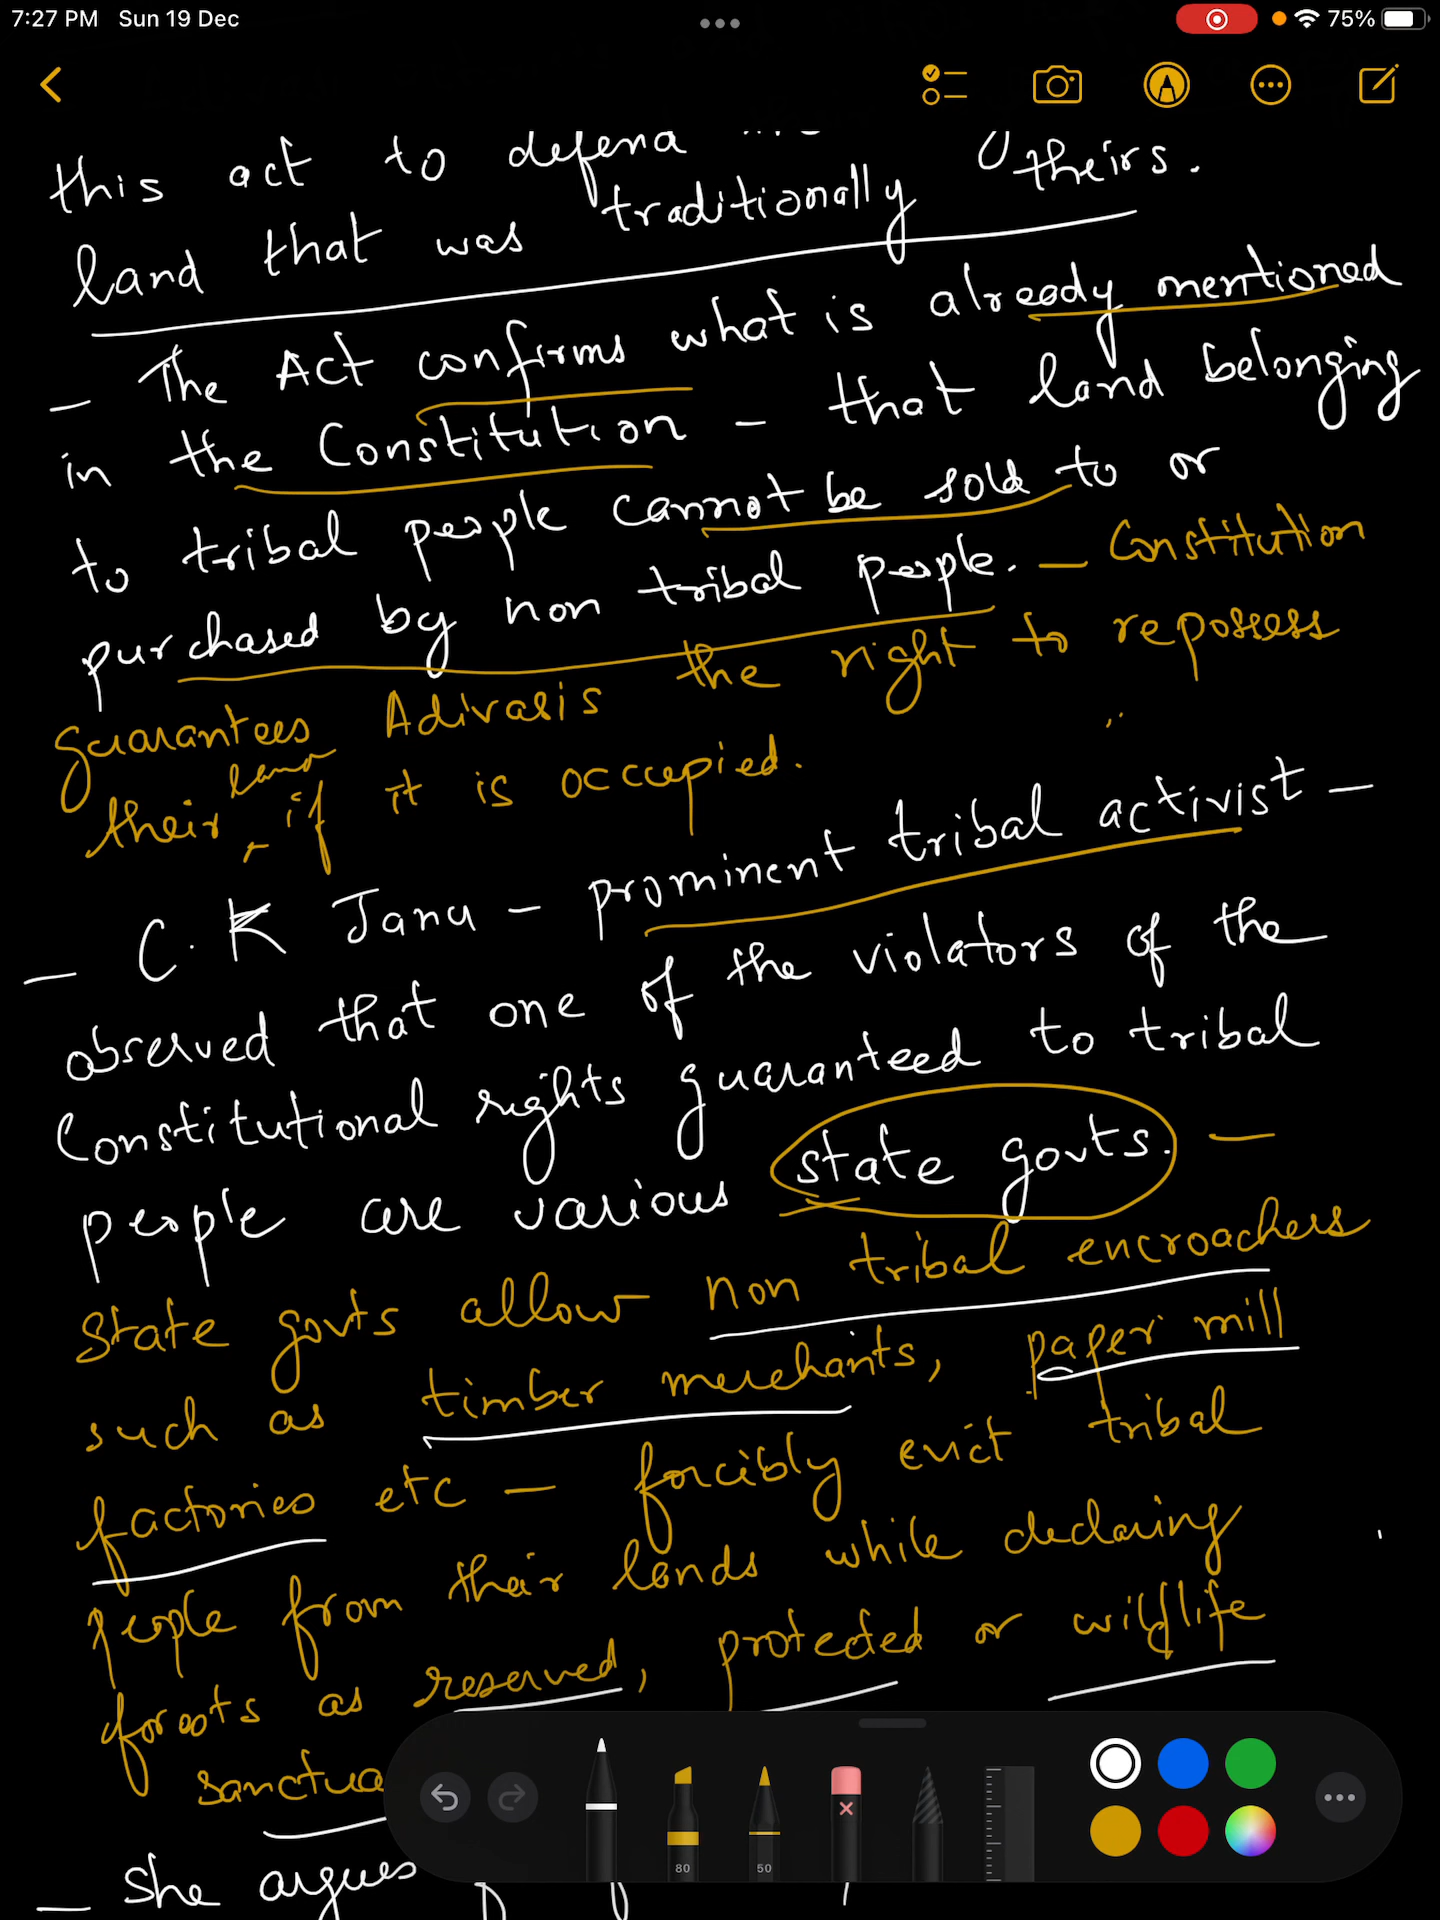 7:27 PM Sun 19 Dec
75%
this act to defend
land that was traditionally theirs.
- The Act confirms what is already mentioned
in the Constitution - that land belonging
to tribal people cannot be sold to or
purchased by non tribal people. - Constitution
guarantees Adivasis the right to repossess
their land if it is occupied.
- C. K Janu - prominent tribal activist -
observed that one of the violators of the
Constitutional rights guaranteed to tribal
people are various state govts. -
state govts allow non tribal encroachers
such as timber merchants, paper mill
factories etc - forcibly evict tribal
people from their lands while declaring
forests as reserved, protected or wildlife
sanctua
- She argues
80
50